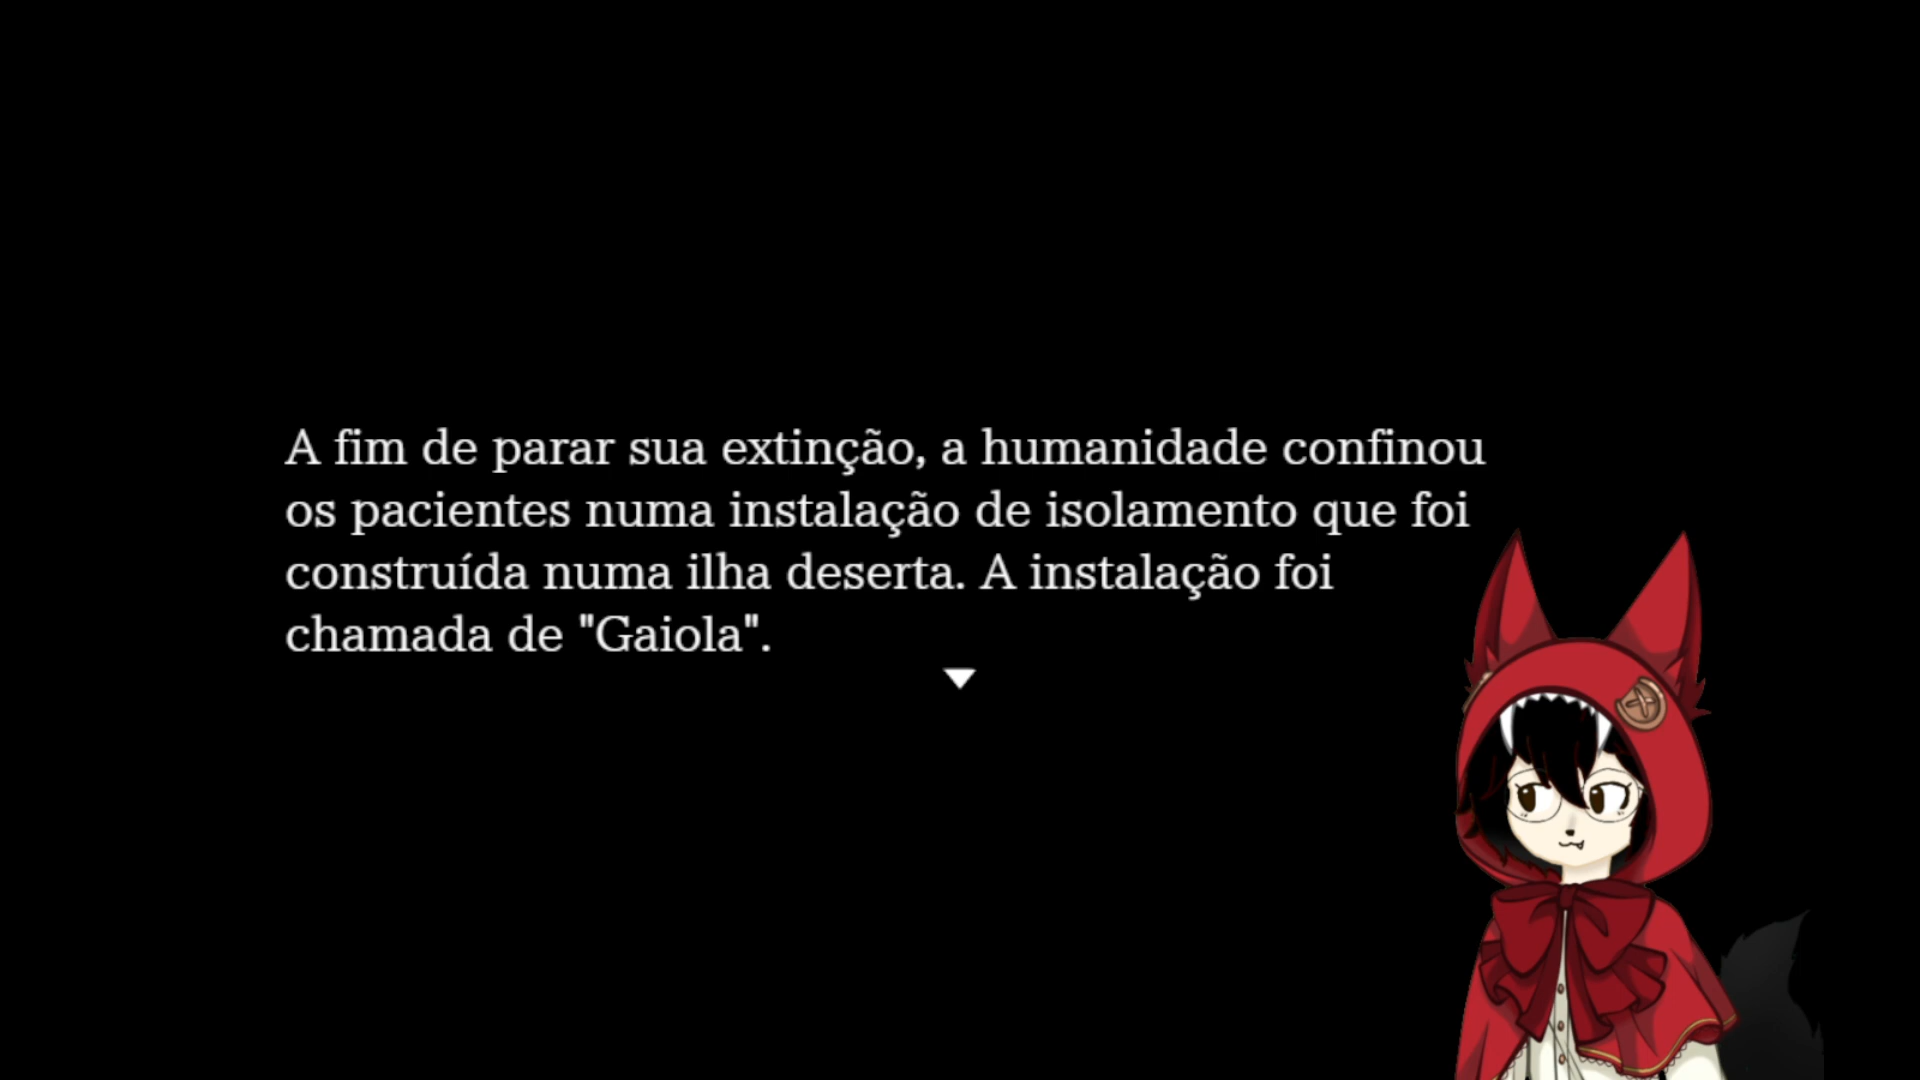 A fim de parar sua extinção, a humanidade confinou
os pacientes numa instalação de isolamento que foi
construída numa ilha deserta. A instalação foi
chamada de "Gaiola".